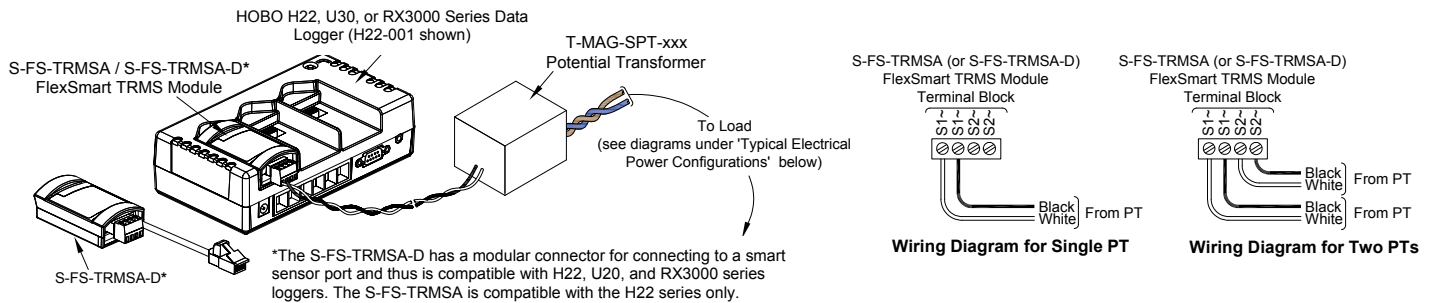 HOBO H22, U30, or RX3000 Series Data
Logger (H22-001 shown)
S-FS-TRMSA / S-FS-TRMSA-D*
FlexSmart TRMS Module
T-MAG-SPT-xxx
Potential Transformer
To Load
(see diagrams under 'Typical Electrical
Power Configurations' below)
S-FS-TRMSA-D*
*The S-FS-TRMSA-D has a modular connector for connecting to a smart
sensor port and thus is compatible with H22, U20, and RX3000 series
loggers. The S-FS-TRMSA is compatible with the H22 series only.
S-FS-TRMSA (or S-FS-TRMSA-D)
FlexSmart TRMS Module
Terminal Block
S1~
S1~
S2~
S2~
Black
White
From PT
Wiring Diagram for Single PT
S-FS-TRMSA (or S-FS-TRMSA-D)
FlexSmart TRMS Module
Terminal Block
S1~
S1~
S2~
S2~
Black
White
From PT
Black
White
From PT
Wiring Diagram for Two PTs